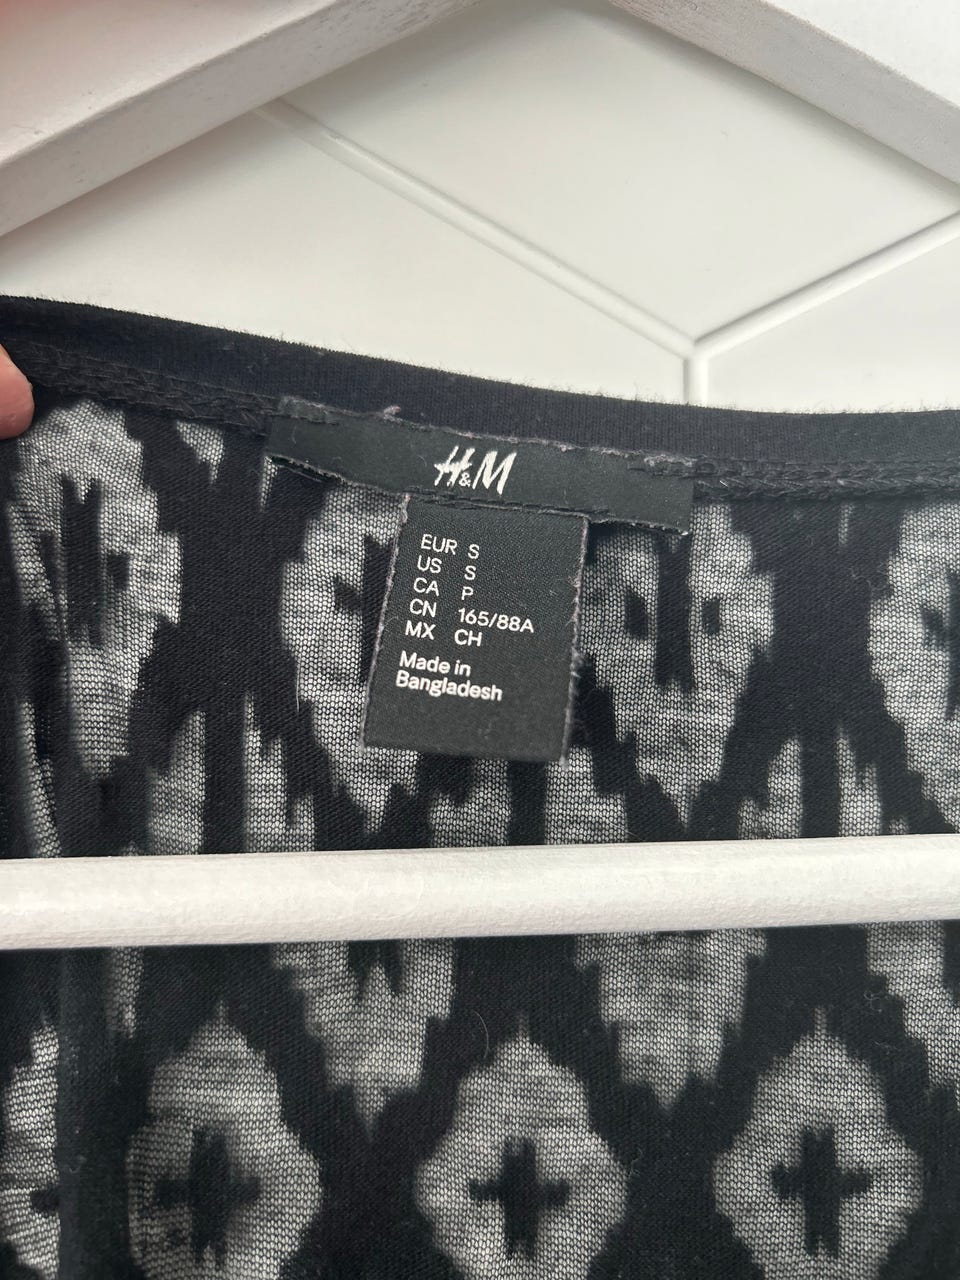 H&M
EUR S
US S
CA P
CN 165/88A
MX CH
Made in
Bangladesh